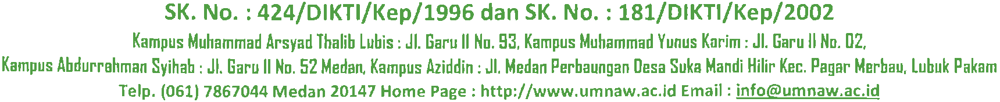 SK. No. : 424/DIKTI/Kep/1996 dan SK. No. : 181/DIKTI/Kep/2002
Kampus Muhammad Arsyad Thalib Lubis : Jl. Garu II No. 93, Kampus Muhammad Yunus Karim : Jl. Garu II No. 02,
Kampus Abdurrahman Syihab : Jl. Garu II No. 52 Medan, Kampus Aziddin : Jl. Medan Perbaungan Desa Suka Mandi Hilir Kec. Pagar Merbau, Lubuk Pakam
Telp. (061) 7867044 Medan 20147 Home Page : http://www.umnaw.ac.id Email : info@umnaw.ac.id